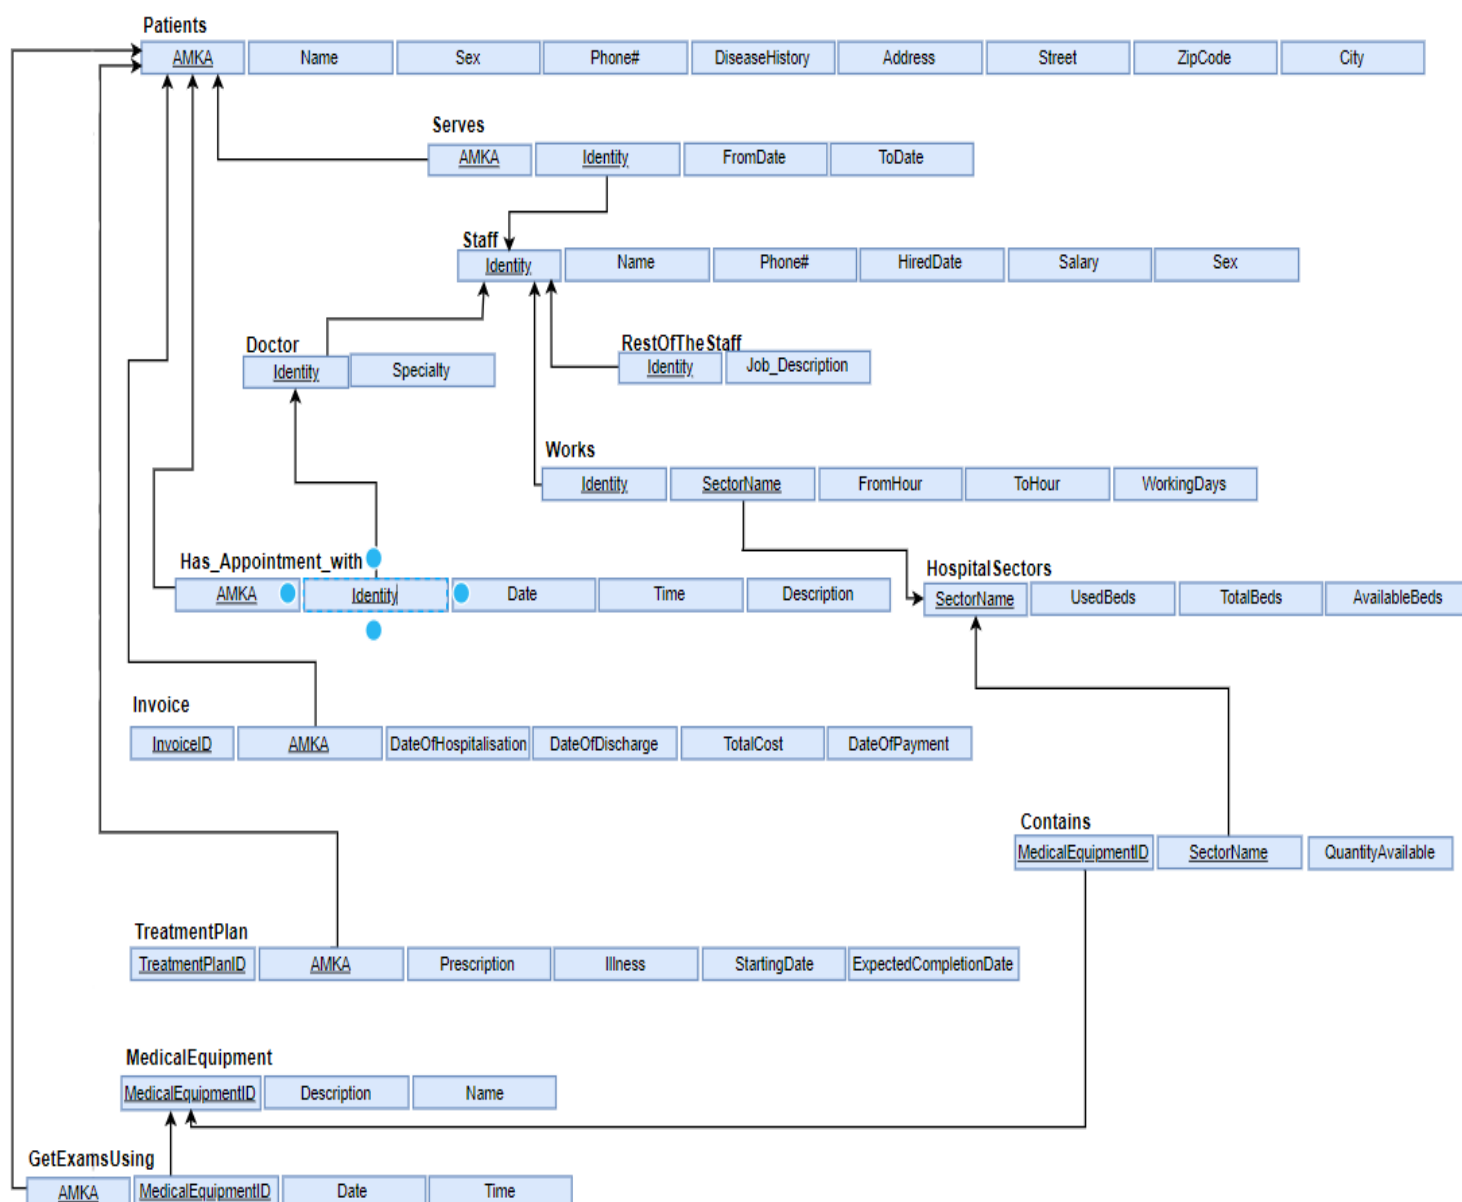 Patients
AMKA Name Sex Phone# DiseaseHistory Address Street ZipCode City
Serves
AMKA Identity FromDate ToDate
Staff
Identity Name Phone# HiredDate Salary Sex
Doctor
Identity Specialty
RestOfTheStaff
Identity Job_Description
Works
Identity SectorName FromHour ToHour WorkingDays
Has_Appointment_with
AMKA Identity Date Time Description
HospitalSectors
SectorName UsedBeds TotalBeds AvailableBeds
Invoice
InvoiceID AMKA DateOfHospitalisation DateOfDischarge TotalCost DateOfPayment
Contains
MedicalEquipmentID SectorName QuantityAvailable
TreatmentPlan
TreatmentPlanID AMKA Prescription Illness StartingDate ExpectedCompletionDate
MedicalEquipment
MedicalEquipmentID Description Name
GetExamsUsing
AMKA MedicalEquipmentID Date Time